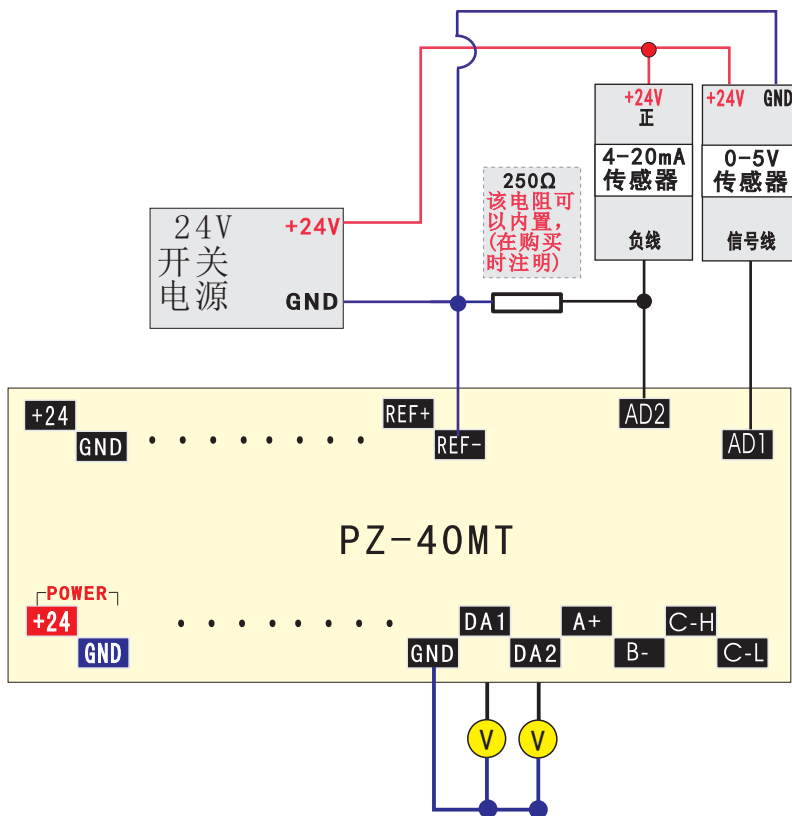 +24V
正
4-20mA
传感器
负线
+24V GND
0-5V
传感器
信号线
250Ω
该电阻可
以内置，
(在购买
时注明)
24V
开关
电源
+24V
GND
+24
GND
REF+
REF-
AD2
AD1
PZ-40MT
POWER
+24
GND
GND
DA1
DA2
A+
B-
C-H
C-L
V
V